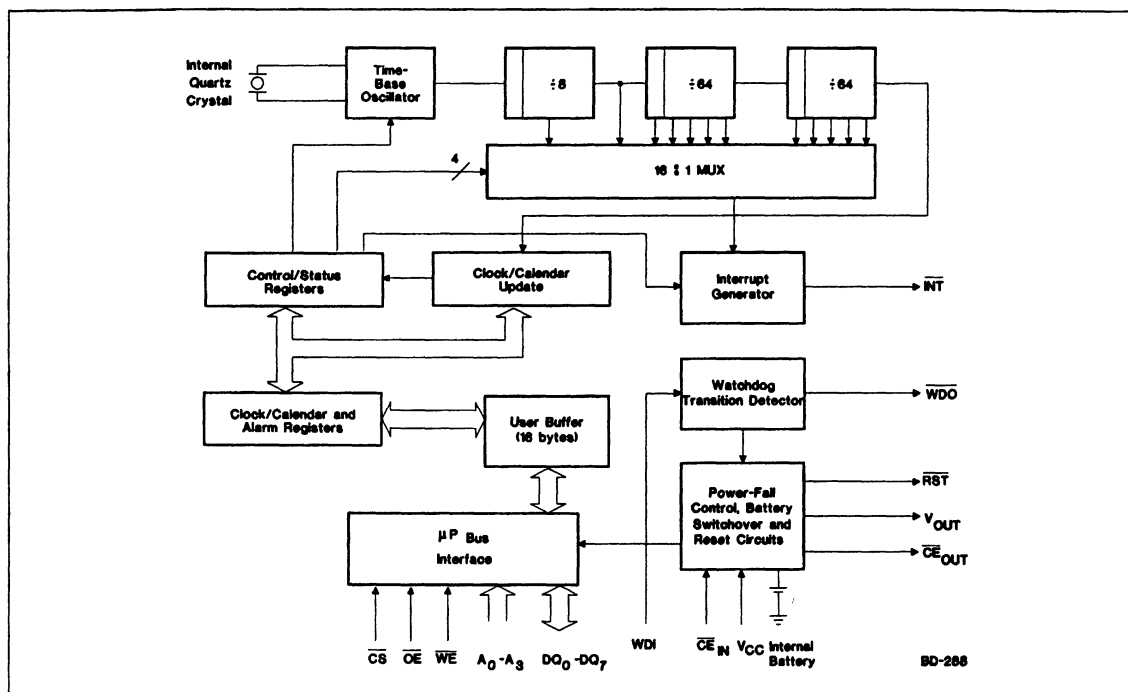 Internal
Quartz
Crystal
Time-
Base
Oscillator
÷8
÷64
÷64
4
16 : 1 MUX
Control/Status
Registers
Clock/Calendar
Update
Interrupt
Generator
INT
Clock/Calendar and
Alarm Registers
User Buffer
(16 bytes)
Watchdog
Transition Detector
WDO
µP Bus
Interface
Power-Fail
Control, Battery
Switchover and
Reset Circuits
RST
VOUT
CEOUT
CS
OE
WE
A0-A3
DQ0-DQ7
WDI
CEIN
VCC
Internal
Battery
BD-288